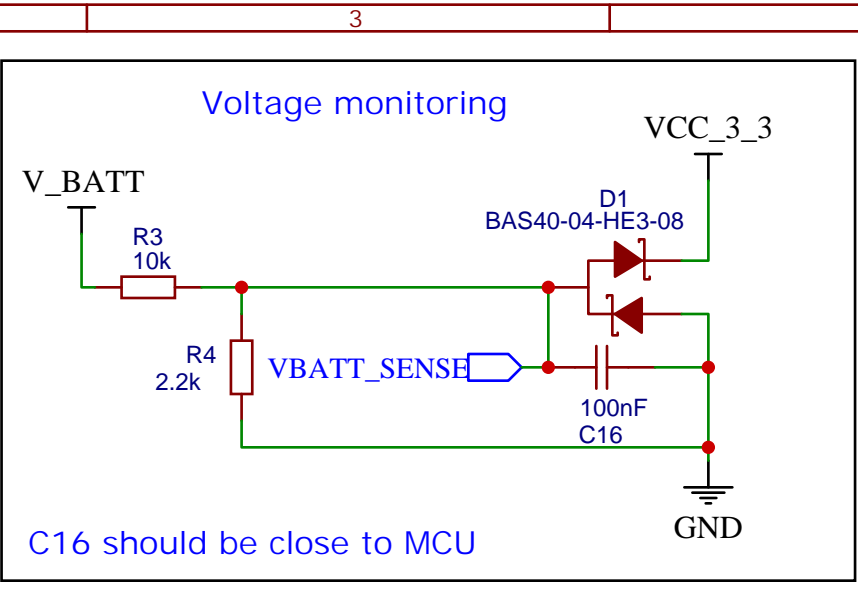 3
Voltage monitoring
VCC_3_3
V_BATT
D1
BAS40-04-HE3-08
R3
10k
R4
2.2k
VBATT_SENSE
100nF
C16
GND
C16 should be close to MCU